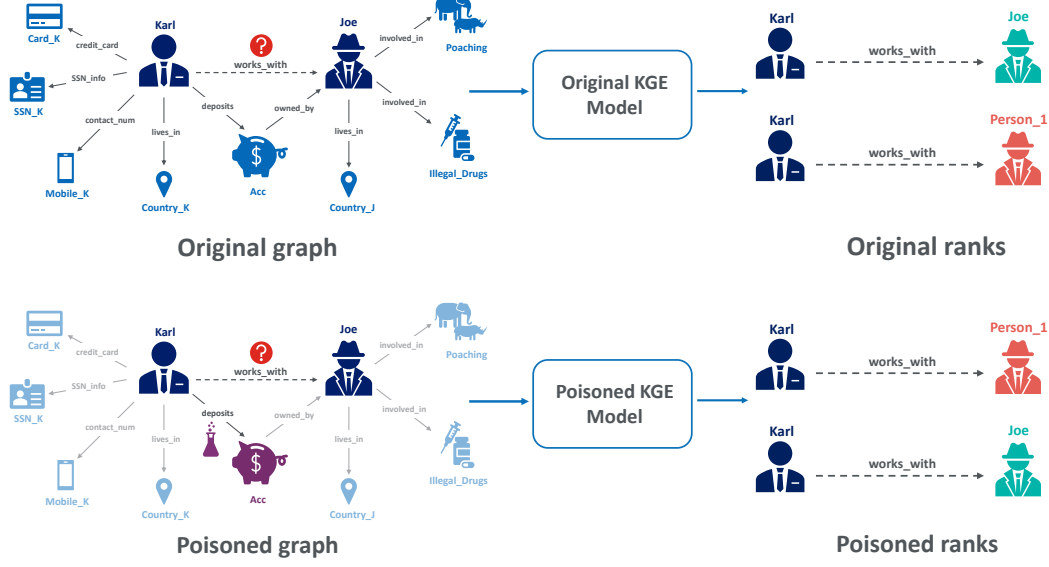 Karl
Joe
Card_K
credit_card
?
works_with
involved_in
Poaching
SSN_info
SSN_K
contact_num
deposits
owned_by
involved_in
lives_in
lives_in
$
Mobile_K
Country_K
Acc
Country_J
Illegal_Drugs
Original graph
Original KGE
Model
Karl
works_with
Joe
Karl
works_with
Person_1
Original ranks
Karl
Joe
Card_K
credit_card
?
works_with
involved_in
Poaching
SSN_info
SSN_K
contact_num
deposits
owned_by
involved_in
lives_in
lives_in
$
Mobile_K
Country_K
Acc
Country_J
Illegal_Drugs
Poisoned graph
Poisoned KGE
Model
Karl
works_with
Person_1
Karl
works_with
Joe
Poisoned ranks